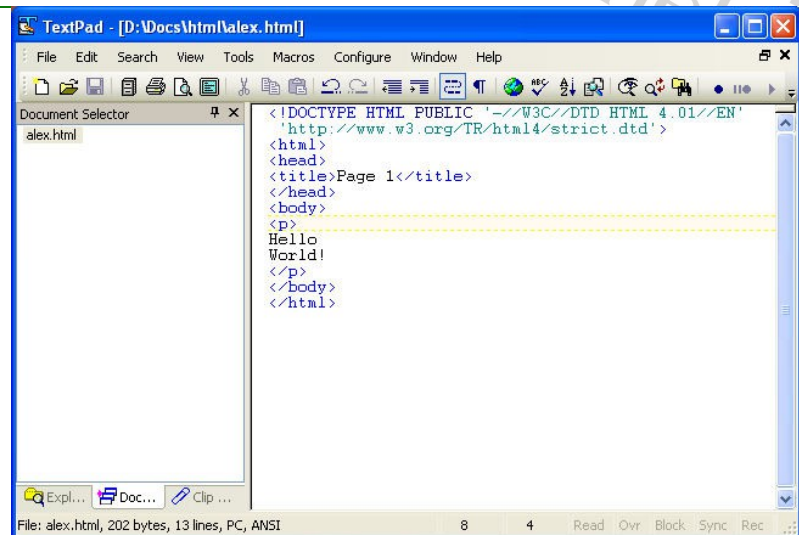 TextPad - [D:\Docs\html\alex.html]
File Edit Search View Tools Macros Configure Window Help
Document Selector
alex.html
<!DOCTYPE HTML PUBLIC '-//W3C//DTD HTML 4.01//EN'
'http://www.w3.org/TR/html4/strict.dtd'>
<html>
<head>
<title>Page 1</title>
</head>
<body>
<p>
Hello
World!
</p>
</body>
</html>
Expl... Doc... Clip ...
File: alex.html, 202 bytes, 13 lines, PC, ANSI 8 4 Read Ovr Block Sync Rec